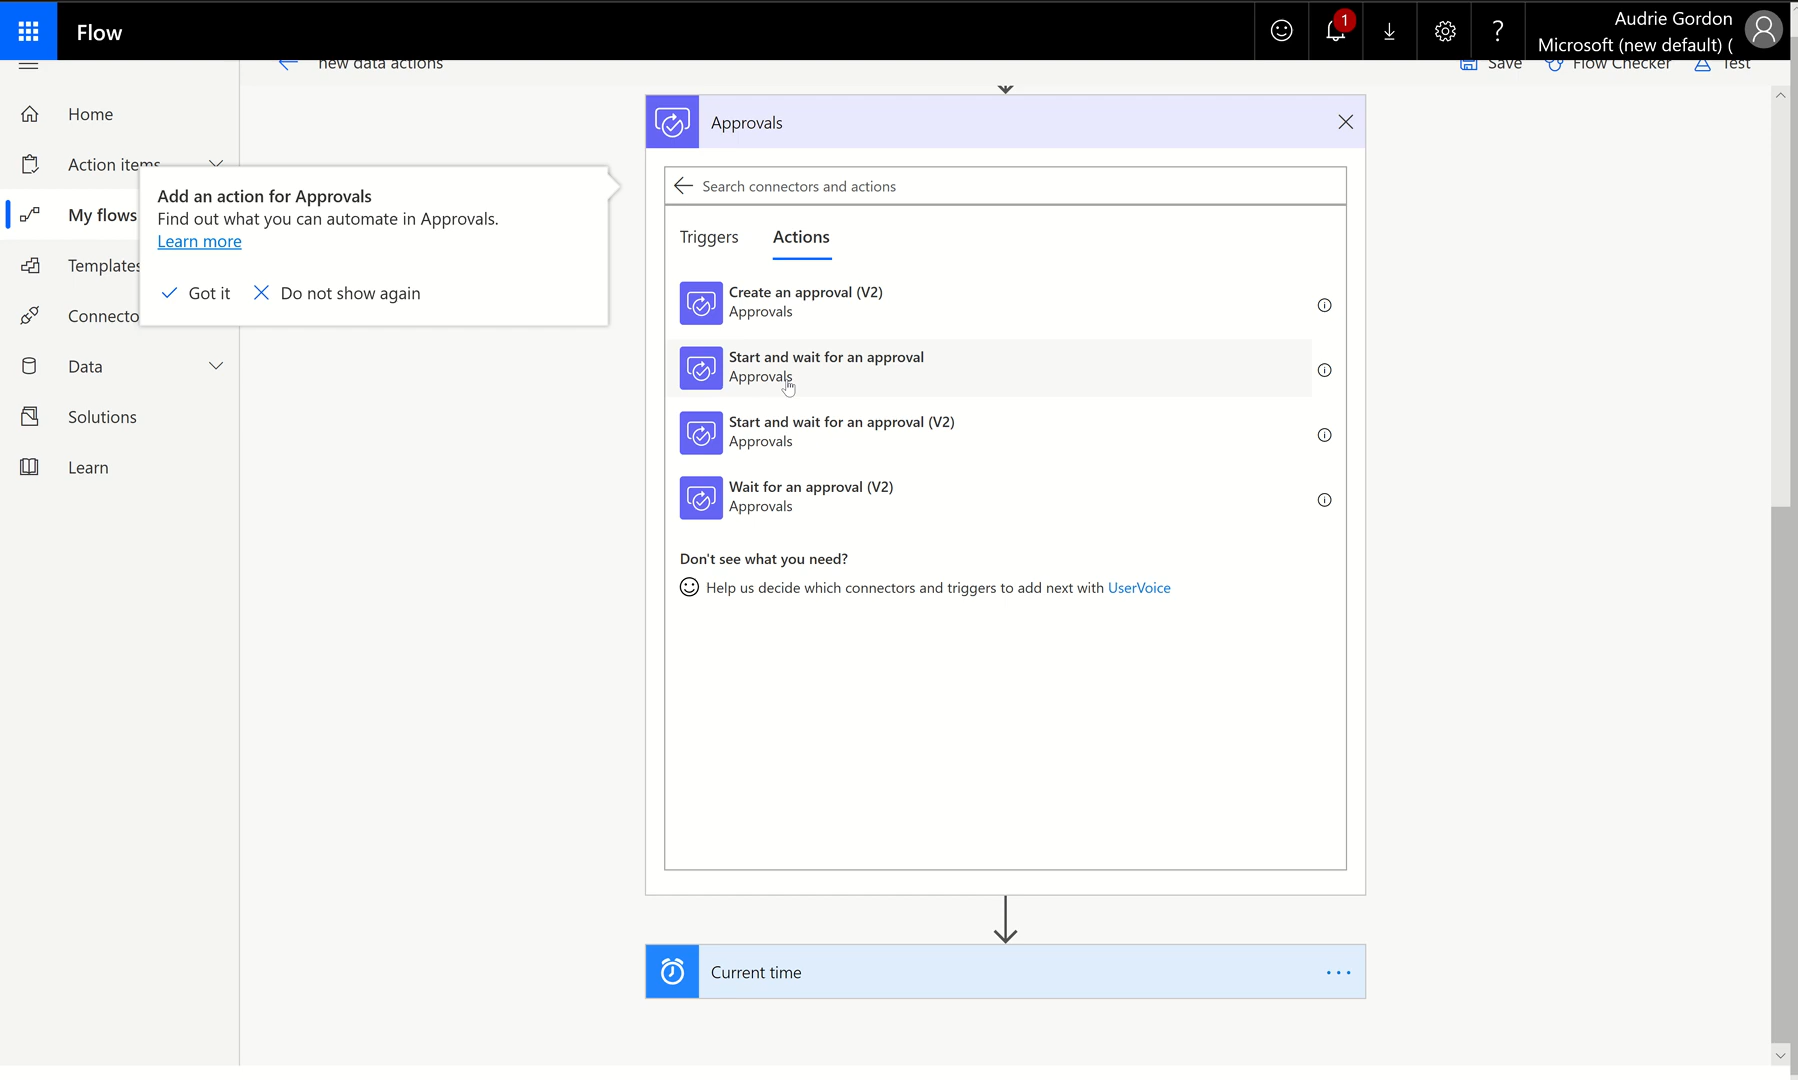 Flow
1
?
Audrie Gordon
Microsoft (new default) (
new data actions
Save
Flow Checker
Test
Home
Action items
My flows
Templates
Connecto
Data
Solutions
Learn
Add an action for Approvals
Find out what you can automate in Approvals.
Learn more
Got it
Do not show again
Approvals
Search connectors and actions
Triggers
Actions
Create an approval (V2)
Approvals
Start and wait for an approval
Approvals
Start and wait for an approval (V2)
Approvals
Wait for an approval (V2)
Approvals
Don't see what you need?
Help us decide which connectors and triggers to add next with UserVoice
Current time